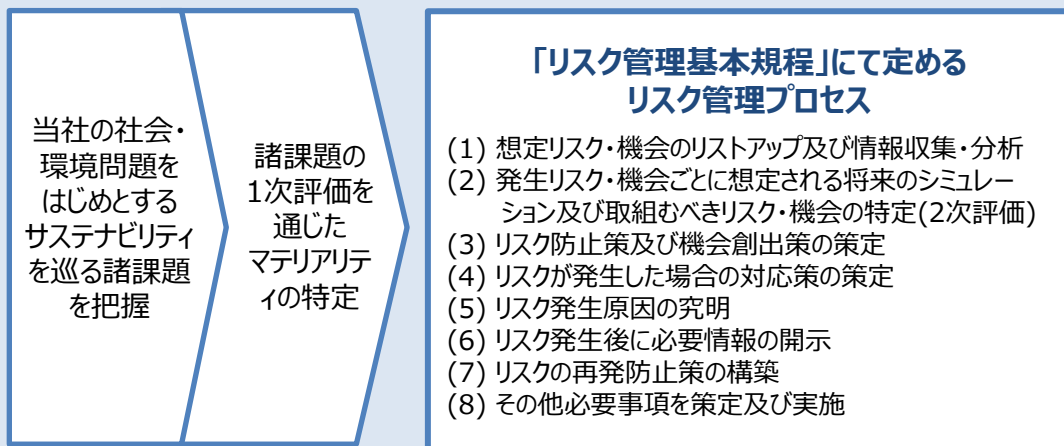 当社の社会・
環境問題を
はじめとする
サステナビリティ
を巡る諸課題
を把握
諸課題の
1次評価を
通じた
マテリアリテ
ィの特定
「リスク管理基本規程」にて定める
リスク管理プロセス
(1) 想定リスク・機会のリストアップ及び情報収集・分析
(2) 発生リスク・機会ごとに想定される将来のシミュレー
ション及び取組むべきリスク・機会の特定(2次評価)
(3) リスク防止策及び機会創出策の策定
(4) リスクが発生した場合の対応策の策定
(5) リスク発生原因の究明
(6) リスク発生後に必要情報の開示
(7) リスクの再発防止策の構築
(8) その他必要事項を策定及び実施